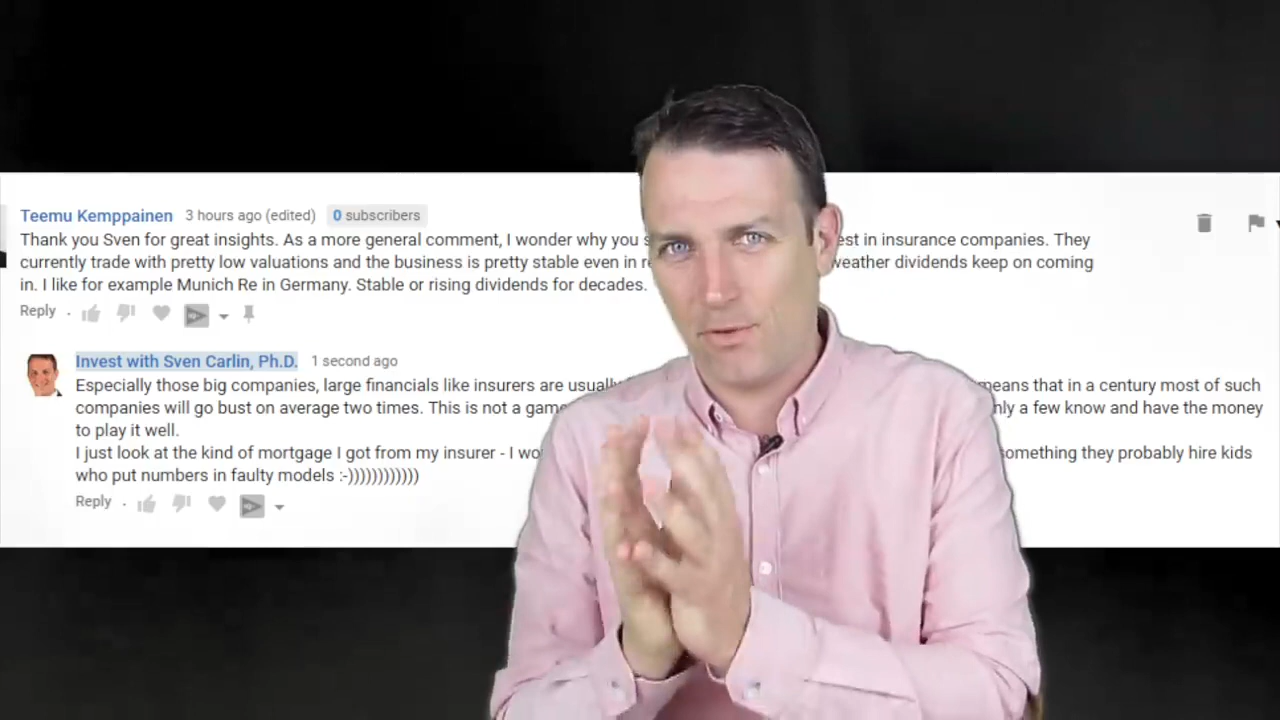 Teemu Kemppainen 3 hours ago (edited) 0 subscribers
Thank you Sven for great insights. As a more general comment, I wonder why you in insurance companies. They
currently trade with pretty low valuations and the business is pretty stable even in weather dividends keep on coming
in. I like for example Munich Re in Germany. Stable or rising dividends for decades.
Reply
Invest with Sven Carlin, Ph.D. 1 second ago
Especially those big companies, large financials like insurers are usually means that in a century most of such
companies will go bust on average two times. This is not a game only a few know and have the money
to play it well.
I just look at the kind of mortgage I got from my insurer - I something they probably hire kids
who put numbers in faulty models :-))))))))))))
Reply